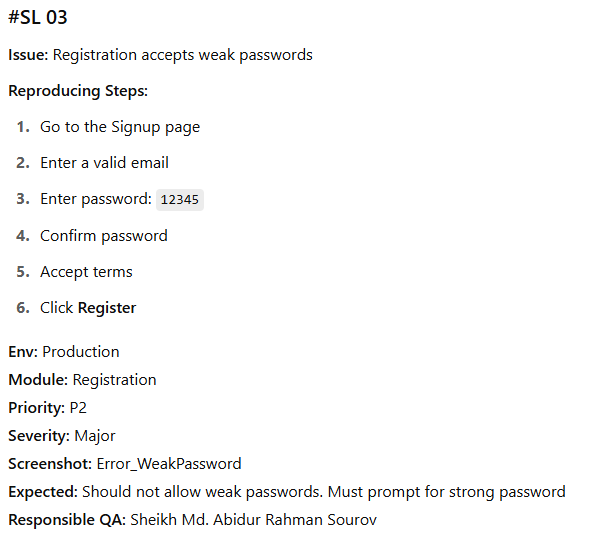 #SL 03
Issue: Registration accepts weak passwords
Reproducing Steps:
1. Go to the Signup page
2. Enter a valid email
3. Enter password: 12345
4. Confirm password
5. Accept terms
6. Click Register
Env: Production
Module: Registration
Priority: P2
Severity: Major
Screenshot: Error_WeakPassword
Expected: Should not allow weak passwords. Must prompt for strong password
Responsible QA: Sheikh Md. Abidur Rahman Sourov